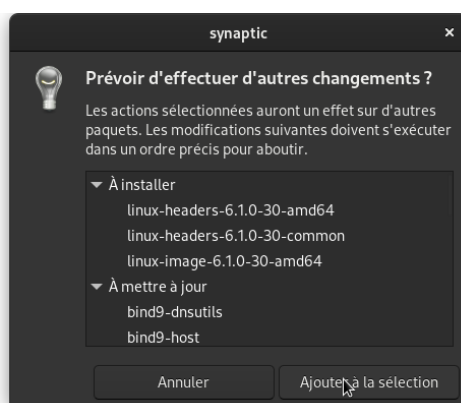 synaptic
Prévoir d'effectuer d'autres changements ?
Les actions sélectionnées auront un effet sur d'autres
paquets. Les modifications suivantes doivent s'exécuter
dans un ordre précis pour aboutir.
À installer
linux-headers-6.1.0-30-amd64
linux-headers-6.1.0-30-common
linux-image-6.1.0-30-amd64
À mettre à jour
bind9-dnsutils
bind9-host
Annuler
Ajouter à la sélection